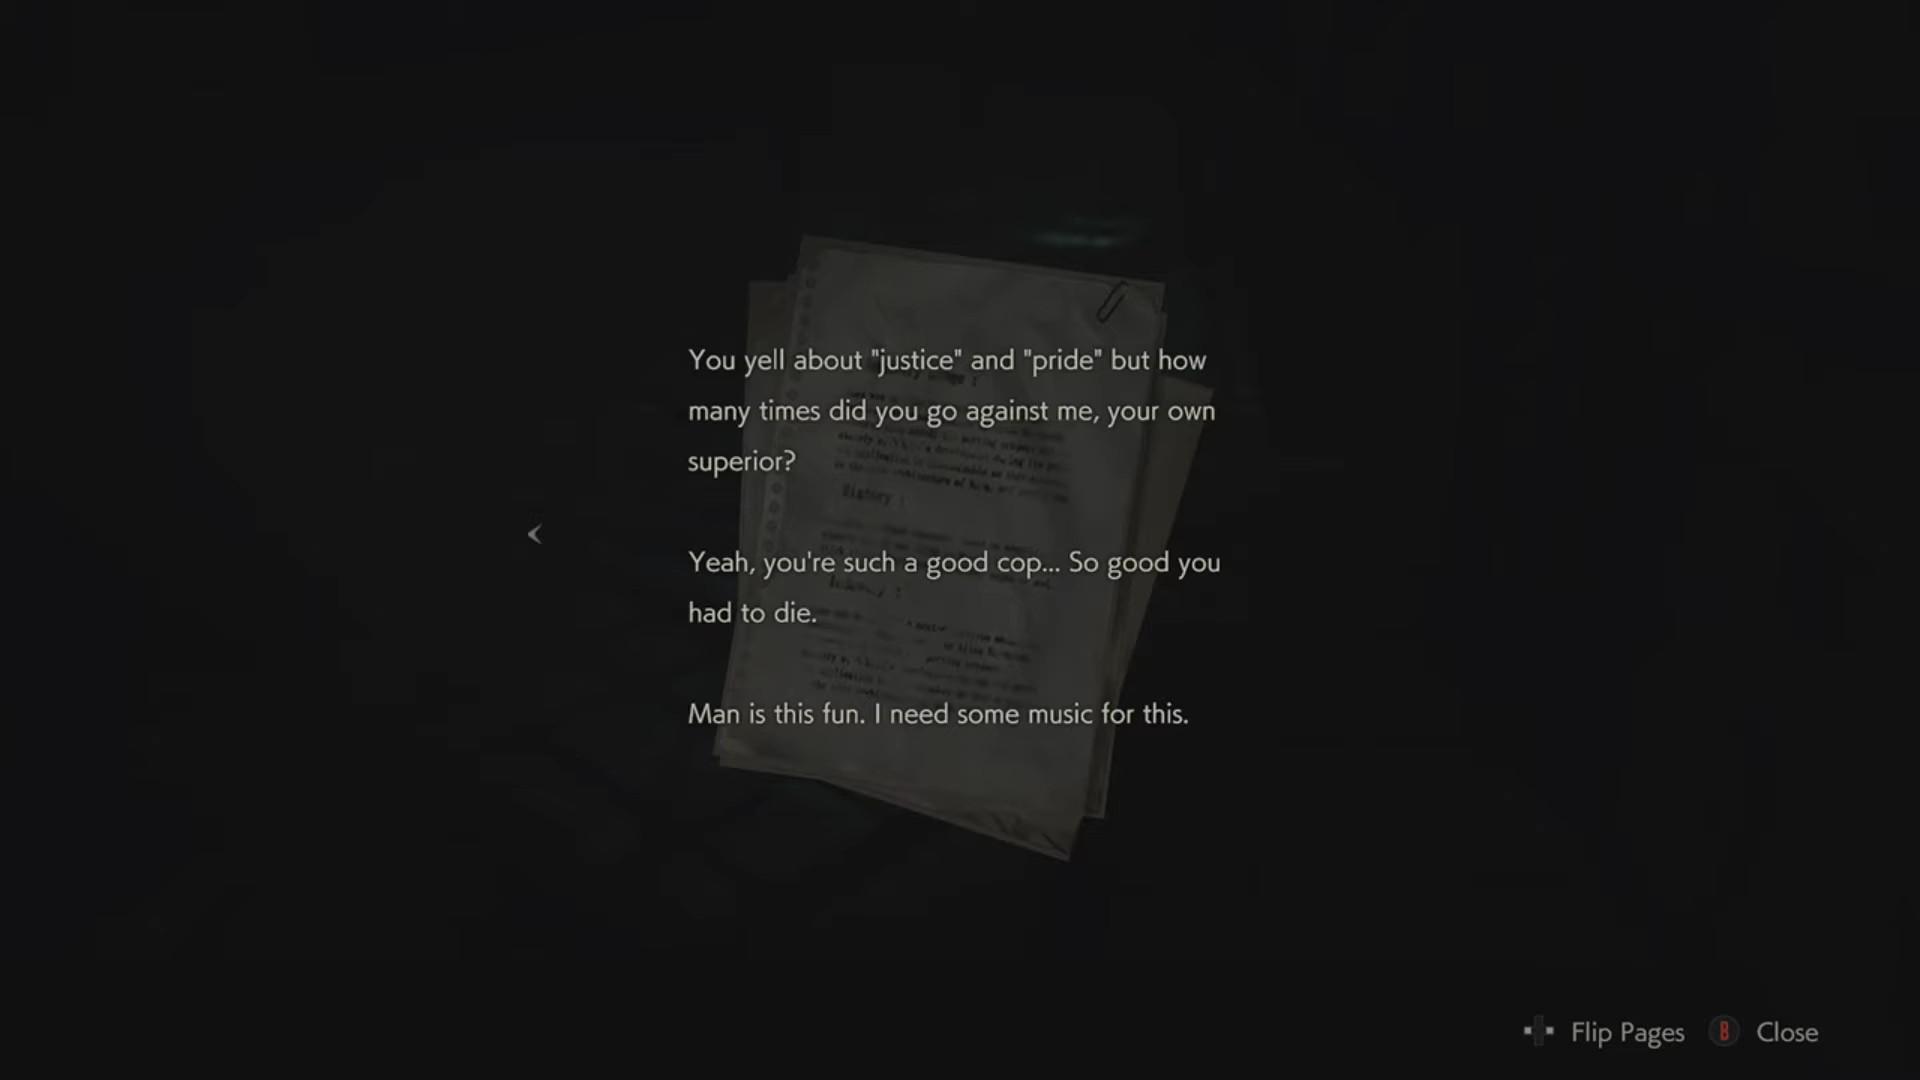 You yell about "justice" and "pride" but how
many times did you go against me, your own
superior?
Yeah, you're such a good cop... So good you
had to die.
Man is this fun. I need some music for this.
History :
Flip Pages B Close